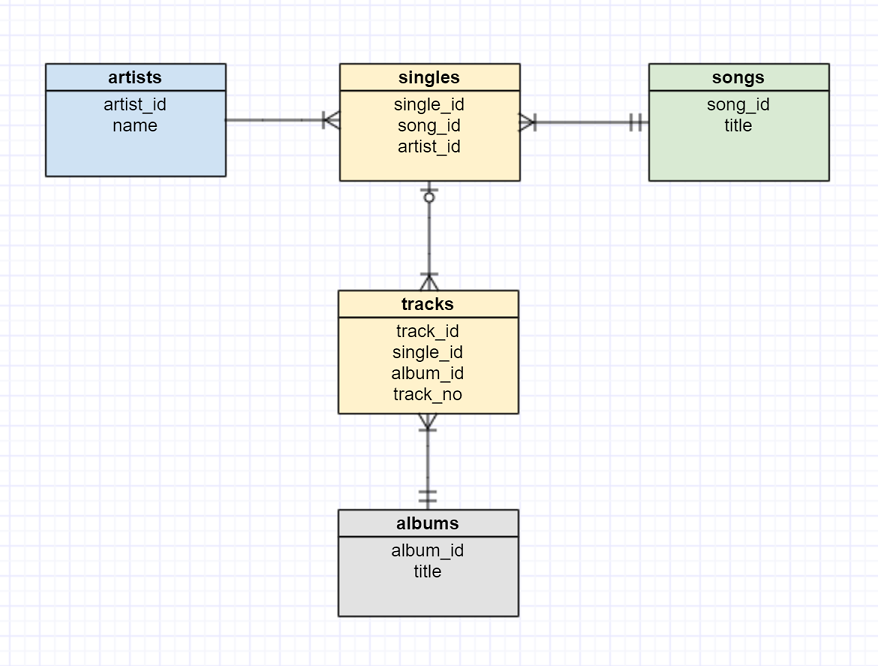 artists
artist_id
name
singles
single_id
song_id
artist_id
songs
song_id
title
tracks
track_id
single_id
album_id
track_no
albums
album_id
title